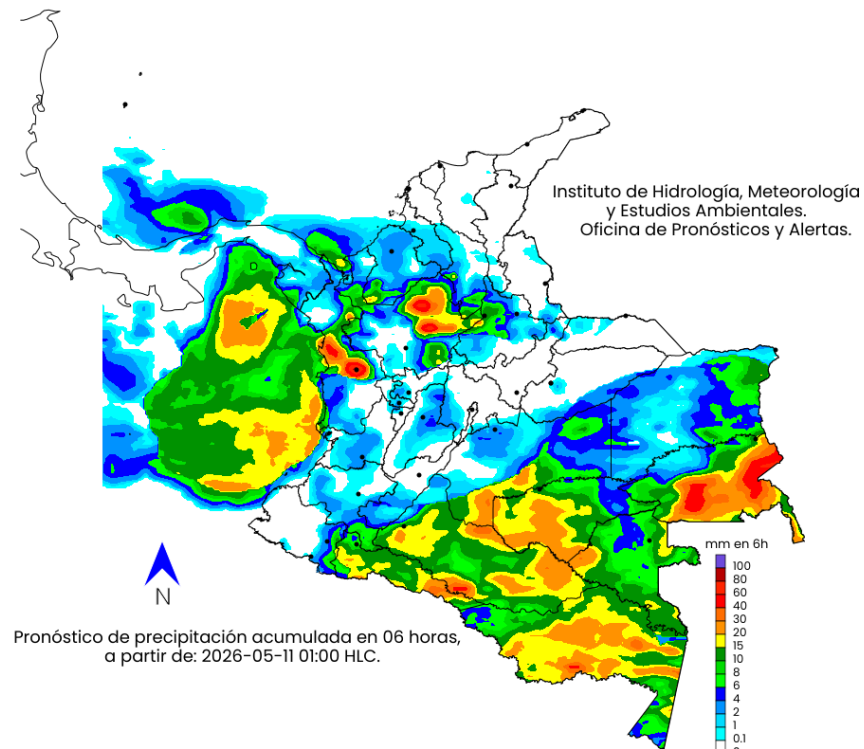 Instituto de Hidrología, Meteorología
y Estudios Ambientales.
Oficina de Pronósticos y Alertas.
N
Pronóstico de precipitación acumulada en 06 horas,
a partir de: 2026-05-11 01:00 HLC.
mm en 6h
100
80
60
40
30
20
15
10
8
6
4
2
1
0.1